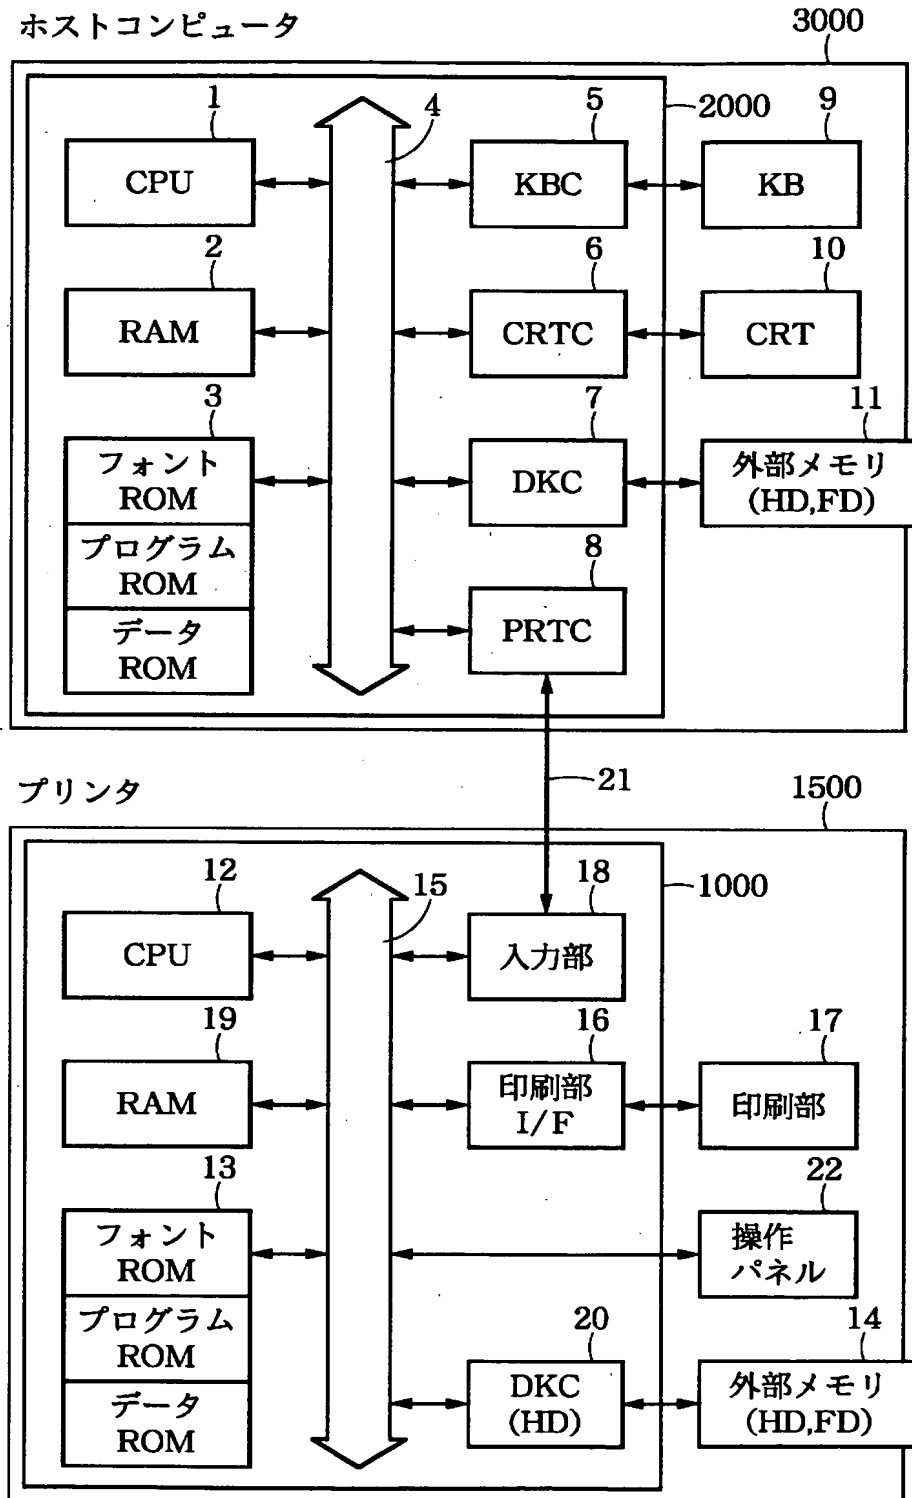 ホストコンピュータ
3000
2000
1
CPU
4
5
KBC
9
KB
2
RAM
6
CRTC
10
CRT
3
フォント
ROM
プログラム
ROM
データ
ROM
7
DKC
11
外部メモリ
(HD,FD)
8
PRTC
21
プリンタ
1500
1000
12
CPU
15
18
入力部
19
RAM
16
印刷部
I/F
17
印刷部
13
フォント
ROM
プログラム
ROM
データ
ROM
22
操作
パネル
20
DKC
(HD)
14
外部メモリ
(HD,FD)